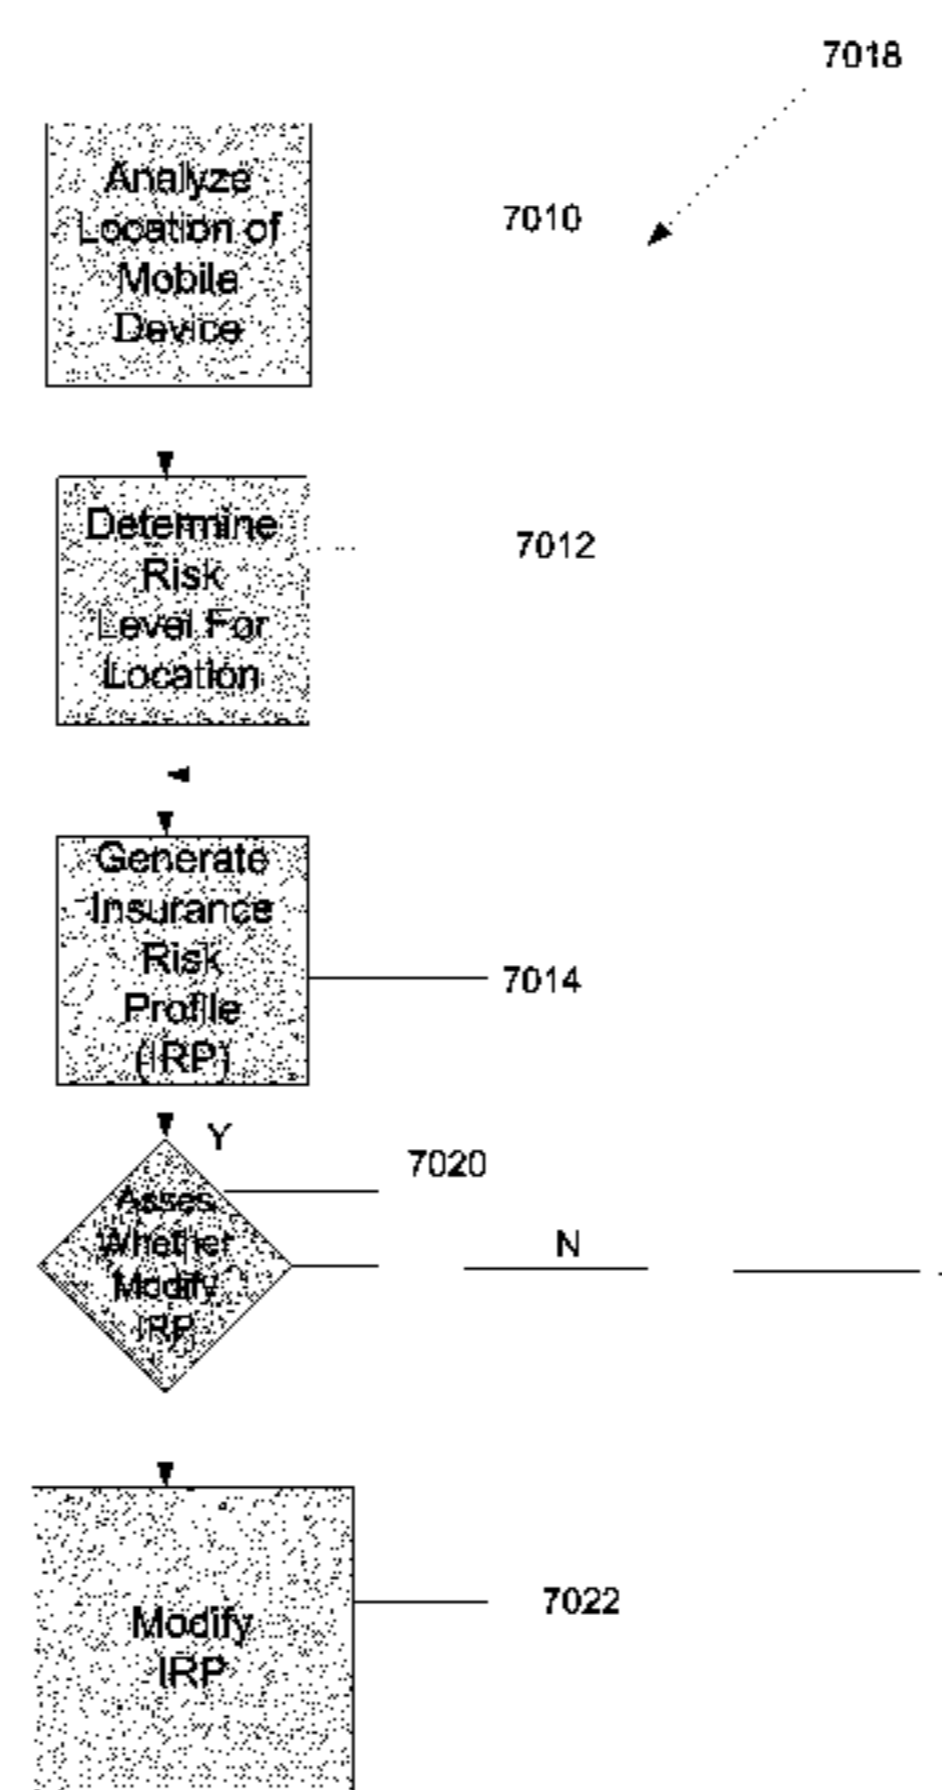 7018
Analyze
Location of
Mobile
Device
7010
Determine
Risk
Level For
Location
7012
Generate
Insurance
Risk
Profile
(IRP)
7014
Y
7020
Asses
Whether
Modify
IRP
N
Modify
IRP
7022